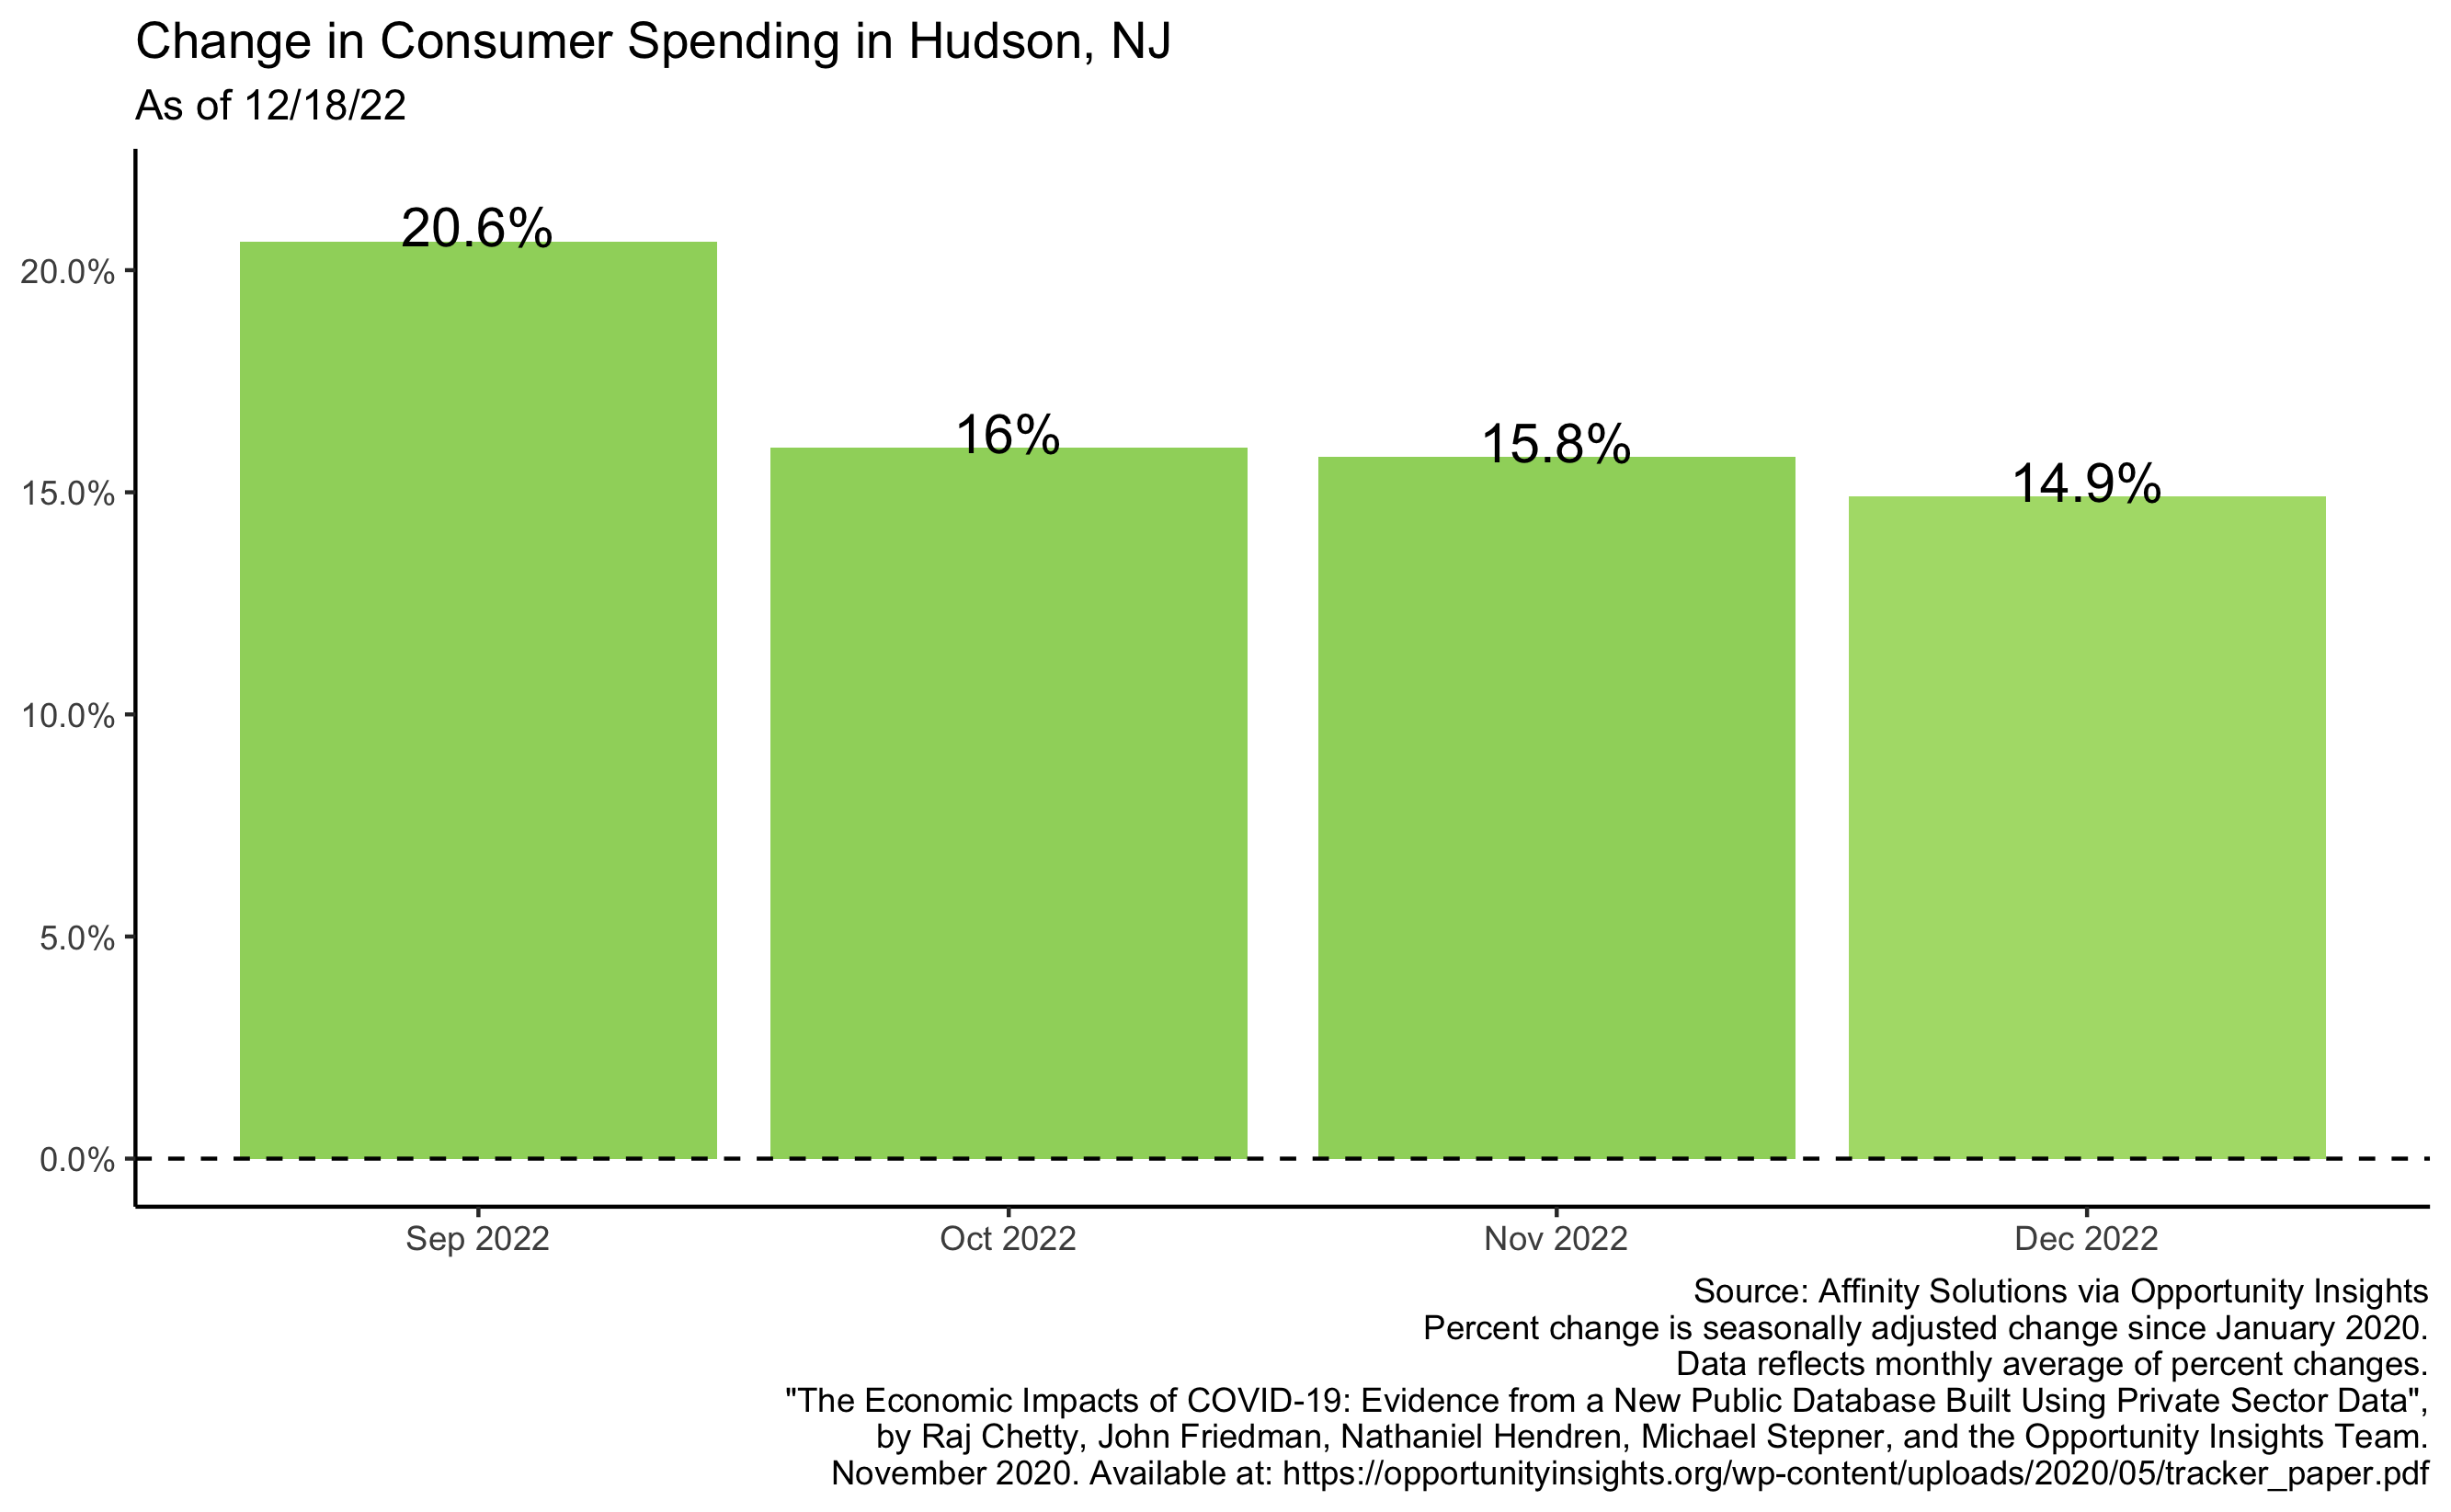 Change in Consumer Spending in Hudson, NJ
As of 12/18/22
20.6%
16%
15.8%
14.9%
20.0%
15.0%
10.0%
5.0%
0.0%
Sep 2022
Oct 2022
Nov 2022
Dec 2022
Source: Affinity Solutions via Opportunity Insights
Percent change is seasonally adjusted change since January 2020.
Data reflects monthly average of percent changes.
"The Economic Impacts of COVID-19: Evidence from a New Public Database Built Using Private Sector Data",
by Raj Chetty, John Friedman, Nathaniel Hendren, Michael Stepner, and the Opportunity Insights Team.
November 2020. Available at: https://opportunityinsights.org/wp-content/uploads/2020/05/tracker_paper.pdf